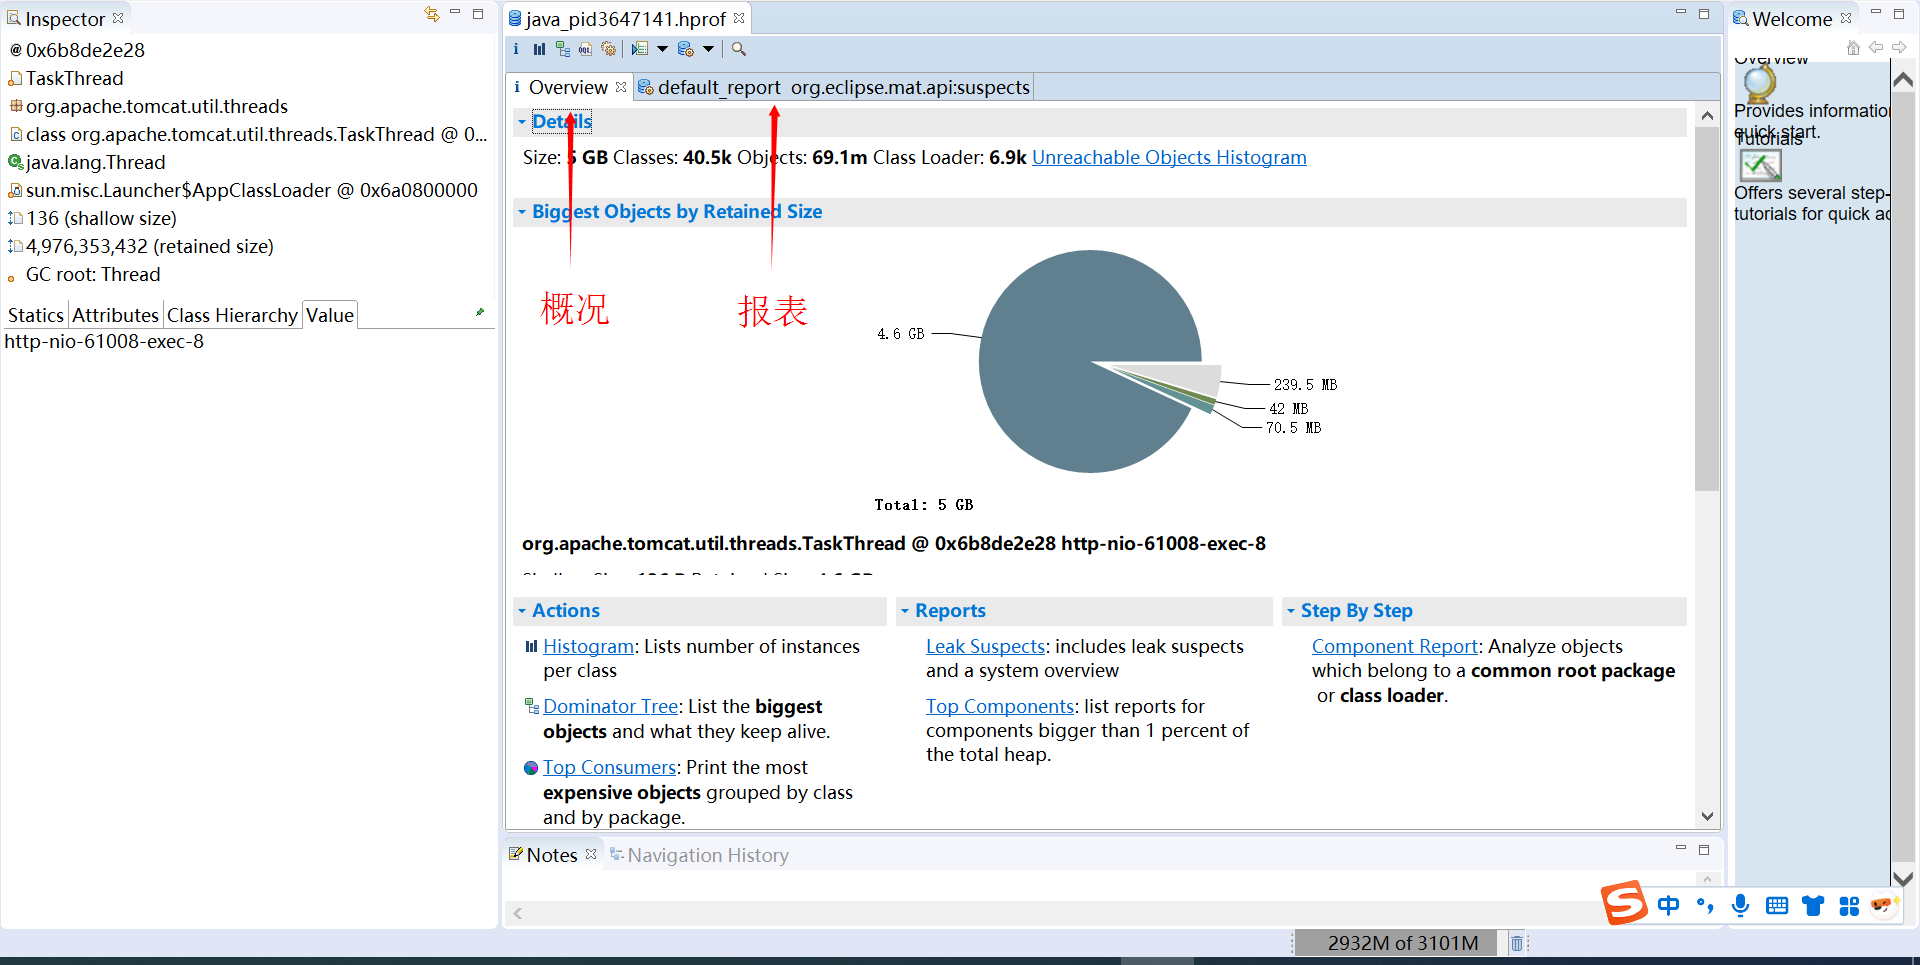 Inspector
0x6b8de2e28
TaskThread
org.apache.tomcat.util.threads
class org.apache.tomcat.util.threads.TaskThread @ 0...
java.lang.Thread
sun.misc.Launcher$AppClassLoader @ 0x6a0800000
136 (shallow size)
4,976,353,432 (retained size)
GC root: Thread
Statics Attributes Class Hierarchy Value
http-nio-61008-exec-8
java_pid3647141.hprof
Overview default_report org.eclipse.mat.api:suspects
Details
Size: 5 GB Classes: 40.5k Objects: 69.1m Class Loader: 6.9k Unreachable Objects Histogram
Biggest Objects by Retained Size
概况
报表
4.6 GB
239.5 MB
42 MB
70.5 MB
Total: 5 GB
org.apache.tomcat.util.threads.TaskThread @ 0x6b8de2e28 http-nio-61008-exec-8
Actions
Histogram: Lists number of instances
per class
Dominator Tree: List the biggest
objects and what they keep alive.
Top Consumers: Print the most
expensive objects grouped by class
and by package.
Reports
Leak Suspects: includes leak suspects
and a system overview
Top Components: list reports for
components bigger than 1 percent of
the total heap.
Step By Step
Component Report: Analyze objects
which belong to a common root package
or class loader.
Notes Navigation History
Welcome
Overview
Provides information
quick start.
Tutorials
Offers several step-
tutorials for quick ac
中
2932M of 3101M